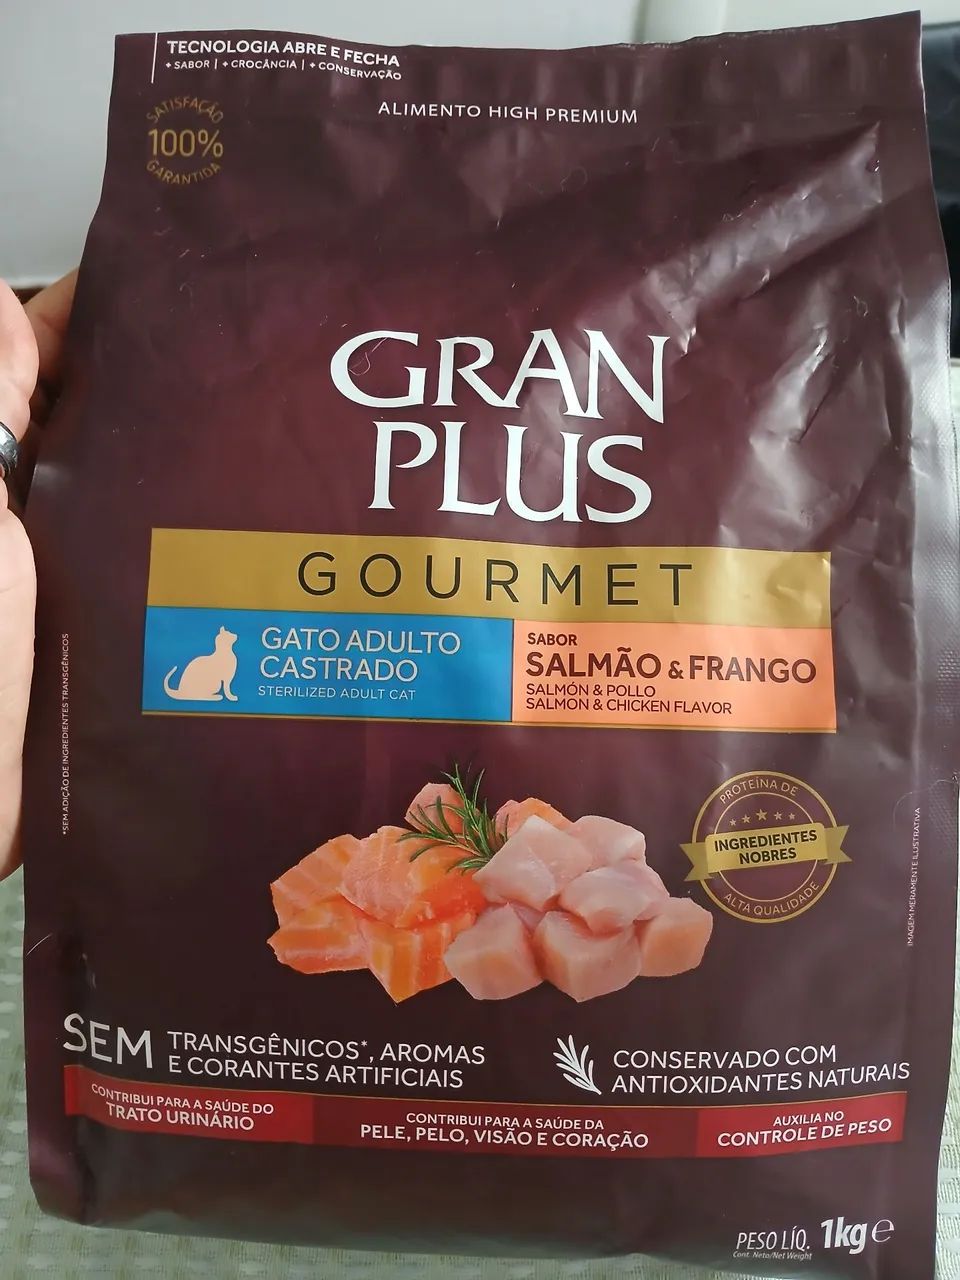 TECNOLOGIA ABRE E FECHA
+ SABOR | + CROCÂNCIA | + CONSERVAÇÃO
SATISFAÇÃO
100%
GARANTIDA
ALIMENTO HIGH PREMIUM
GRAN
PLUS
GOURMET
GATO ADULTO
CASTRADO
STERILIZED ADULT CAT
SABOR
SALMÃO & FRANGO
SALMÓN & POLLO
SALMON & CHICKEN FLAVOR
*SEM ADIÇÃO DE INGREDIENTES TRANSGÊNICOS
PROTEÍNA DE
INGREDIENTES
NOBRES
ALTA QUALIDADE
IMAGEM MERAMENTE ILUSTRATIVA
SEM TRANSGÊNICOS*, AROMAS
E CORANTES ARTIFICIAIS
CONSERVADO COM
ANTIOXIDANTES NATURAIS
CONTRIBUI PARA A SAÚDE DO
TRATO URINÁRIO
CONTRIBUI PARA A SAÚDE DA
PELE, PELO, VISÃO E CORAÇÃO
AUXILIA NO
CONTROLE DE PESO
PESO LÍQ. 1kg e
Cont. Neto/Net Weight